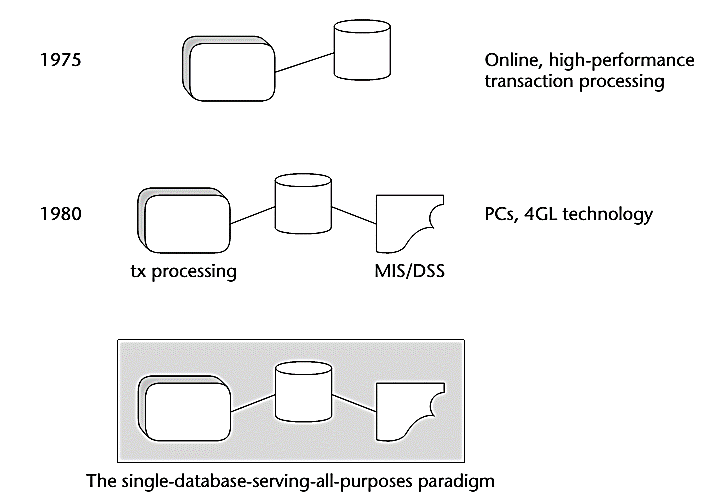 1975
Online, high-performance
transaction processing
1980
PCs, 4GL technology
tx processing
MIS/DSS
The single-database-serving-all-purposes paradigm